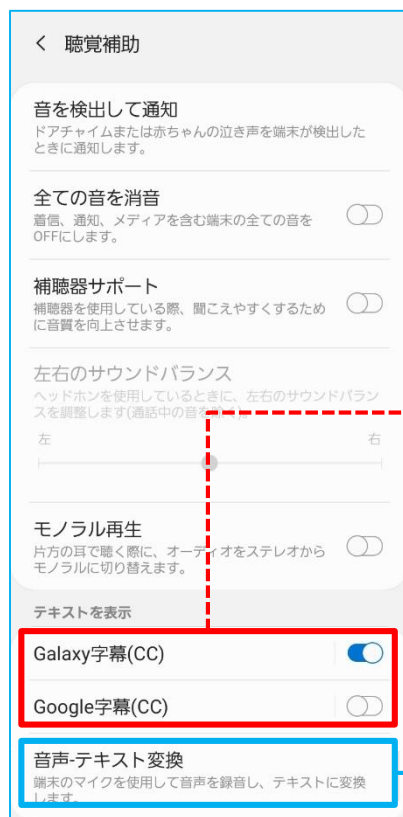 < 聴覚補助
音を検出して通知
ドアチャイムまたは赤ちゃんの泣き声を端末が検出した
ときに通知します。
全ての音を消音
着信、通知、メディアを含む端末の全ての音を
OFFにします。
補聴器サポート
補聴器を使用している際、聞こえやすくするため
に音質を向上させます。
左右のサウンドバランス
ヘッドホンを使用しているときに、左右のサウンドバラン
スを調整します(通話中の音を除く)。
左 右
モノラル再生
片方の耳で聴く際に、オーディオをステレオから
モノラルに切り替えます。
テキストを表示
Galaxy字幕(CC)
Google字幕(CC)
音声-テキスト変換
端末のマイクを使用して音声を録音し、テキストに変換
します。